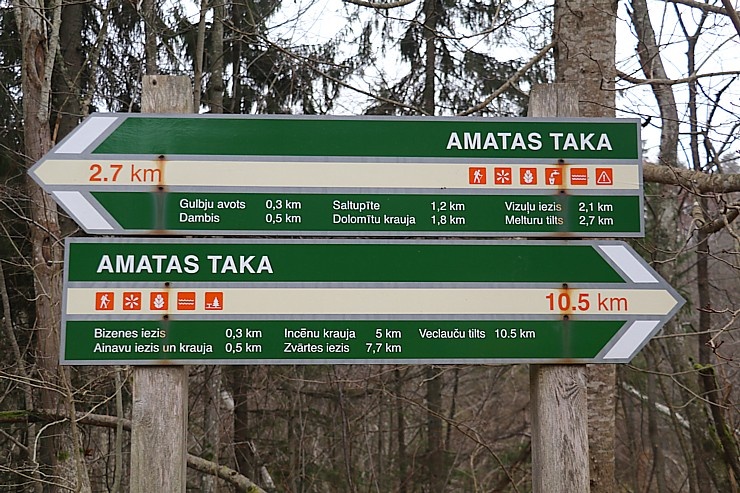 AMATAS TAKA
2.7 km
Gulbju avots 0,3 km Saltupīte 1,2 km Vizuļu iezis 2,1 km
Dambis 0,5 km Dolomītu krauja 1,8 km Melturu tilts 2,7 km
AMATAS TAKA
10.5 km
Bizenes iezis 0,3 km Incēnu krauja 5 km Veclauču tilts 10.5 km
Ainavu iezis un krauja 0,5 km Zvārtes iezis 7,7 km